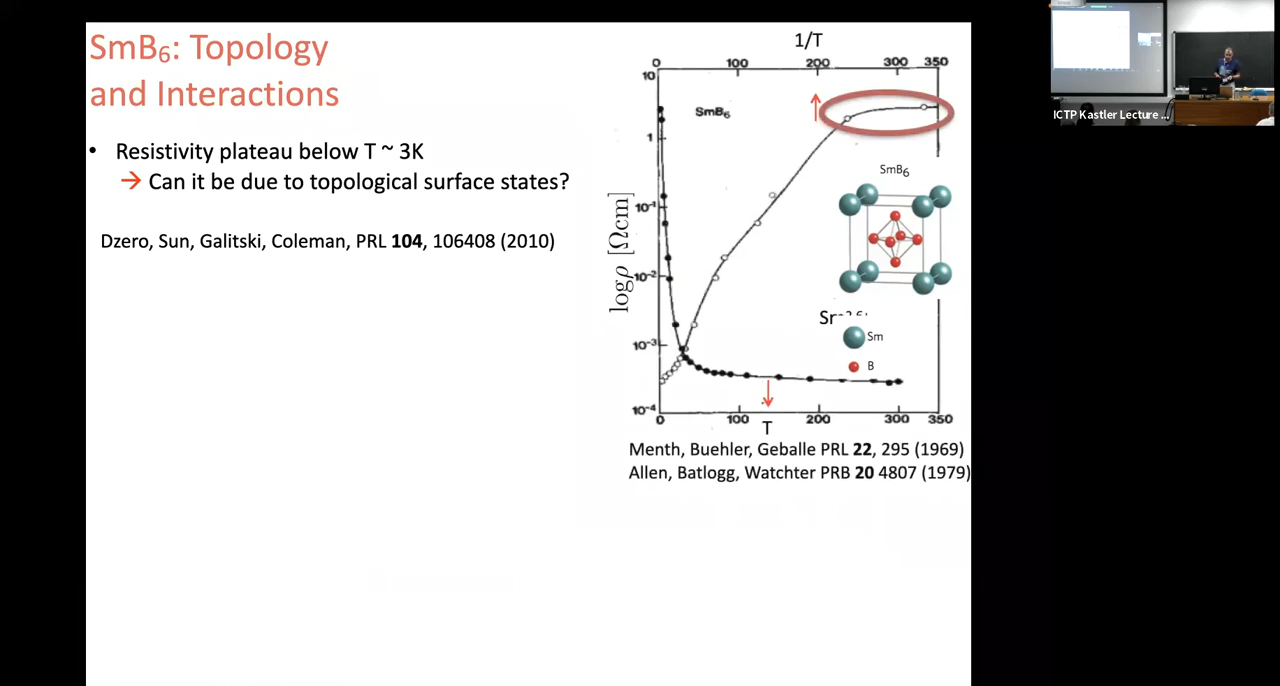 SmB6: Topology
and Interactions
• Resistivity plateau below T ~ 3K
→ Can it be due to topological surface states?
Dzero, Sun, Galitski, Coleman, PRL 104, 106408 (2010)
1/T
0 100 200 300 350
10
1
10-1
10-2
10-3
10-4
logρ [Ωcm]
SmB6
SmB6
Sm
B
0 100 200 300 350
T
Menth, Buehler, Geballe PRL 22, 295 (1969)
Allen, Batlogg, Watchter PRB 20 4807 (1979)
ICTP Kastler Lecture ...